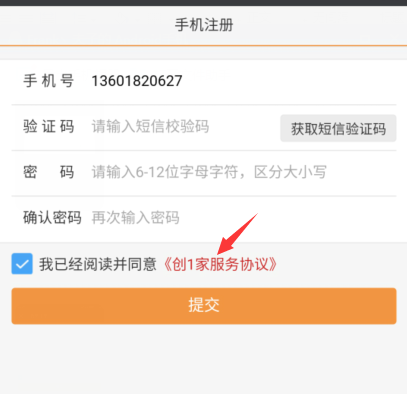 手机注册
手 机 号 13601820627
验 证 码 请输入短信校验码 获取短信验证码
密 码 请输入6-12位字母字符，区分大小写
确认密码 再次输入密码
我已经阅读并同意《创1家服务协议》
提交